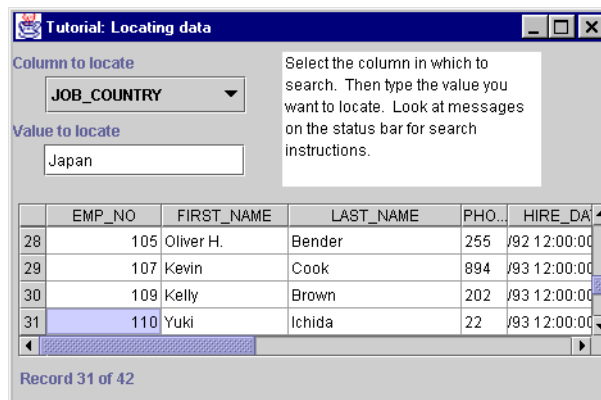 Tutorial: Locating data
Column to locate
JOB_COUNTRY
Value to locate
Japan
Select the column in which to
search. Then type the value you
want to locate. Look at messages
on the status bar for search
instructions.
EMP_NO FIRST_NAME LAST_NAME PHO... HIRE_DA
28 105 Oliver H. Bender 255 /92 12:00:00
29 107 Kevin Cook 894 /92 12:00:00
30 109 Kelly Brown 202 /93 12:00:00
31 110 Yuki Ichida 22 /93 12:00:00
Record 31 of 42